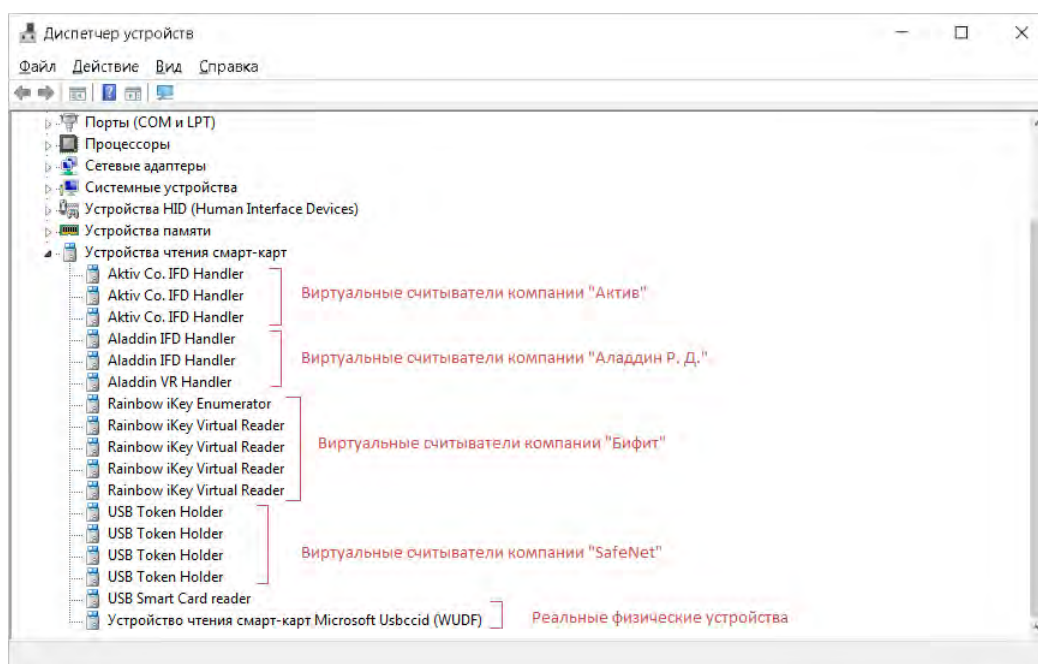 Диспетчер устройств
Файл Действие Вид Справка
Порты (COM и LPT)
Процессоры
Сетевые адаптеры
Системные устройства
Устройства HID (Human Interface Devices)
Устройства памяти
Устройства чтения смарт-карт
Aktiv Co. IFD Handler
Aktiv Co. IFD Handler
Виртуальные считыватели компании "Актив"
Aktiv Co. IFD Handler
Aladdin IFD Handler
Aladdin IFD Handler
Виртуальные считыватели компании "Аладдин Р. Д."
Aladdin VR Handler
Rainbow iKey Enumerator
Rainbow iKey Virtual Reader
Rainbow iKey Virtual Reader
Виртуальные считыватели компании "Бифит"
Rainbow iKey Virtual Reader
Rainbow iKey Virtual Reader
USB Token Holder
USB Token Holder
USB Token Holder
Виртуальные считыватели компании "SafeNet"
USB Token Holder
USB Smart Card reader
Устройство чтения смарт-карт Microsoft Usbccid (WUDF)
Реальные физические устройства